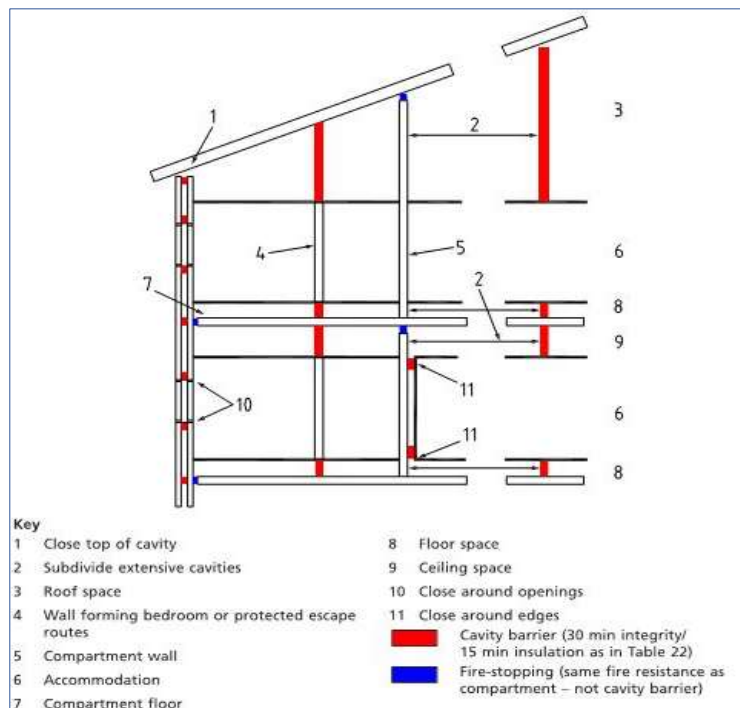 1
2
3
4
5
6
7
2
8
9
10
11
6
11
8
Key
1 Close top of cavity
2 Subdivide extensive cavities
3 Roof space
4 Wall forming bedroom or protected escape
routes
5 Compartment wall
6 Accommodation
7 Compartment floor
8 Floor space
9 Ceiling space
10 Close around openings
11 Close around edges
Cavity barrier (30 min integrity/
15 min insulation as in Table 22)
Fire-stopping (same fire resistance as
compartment – not cavity barrier)